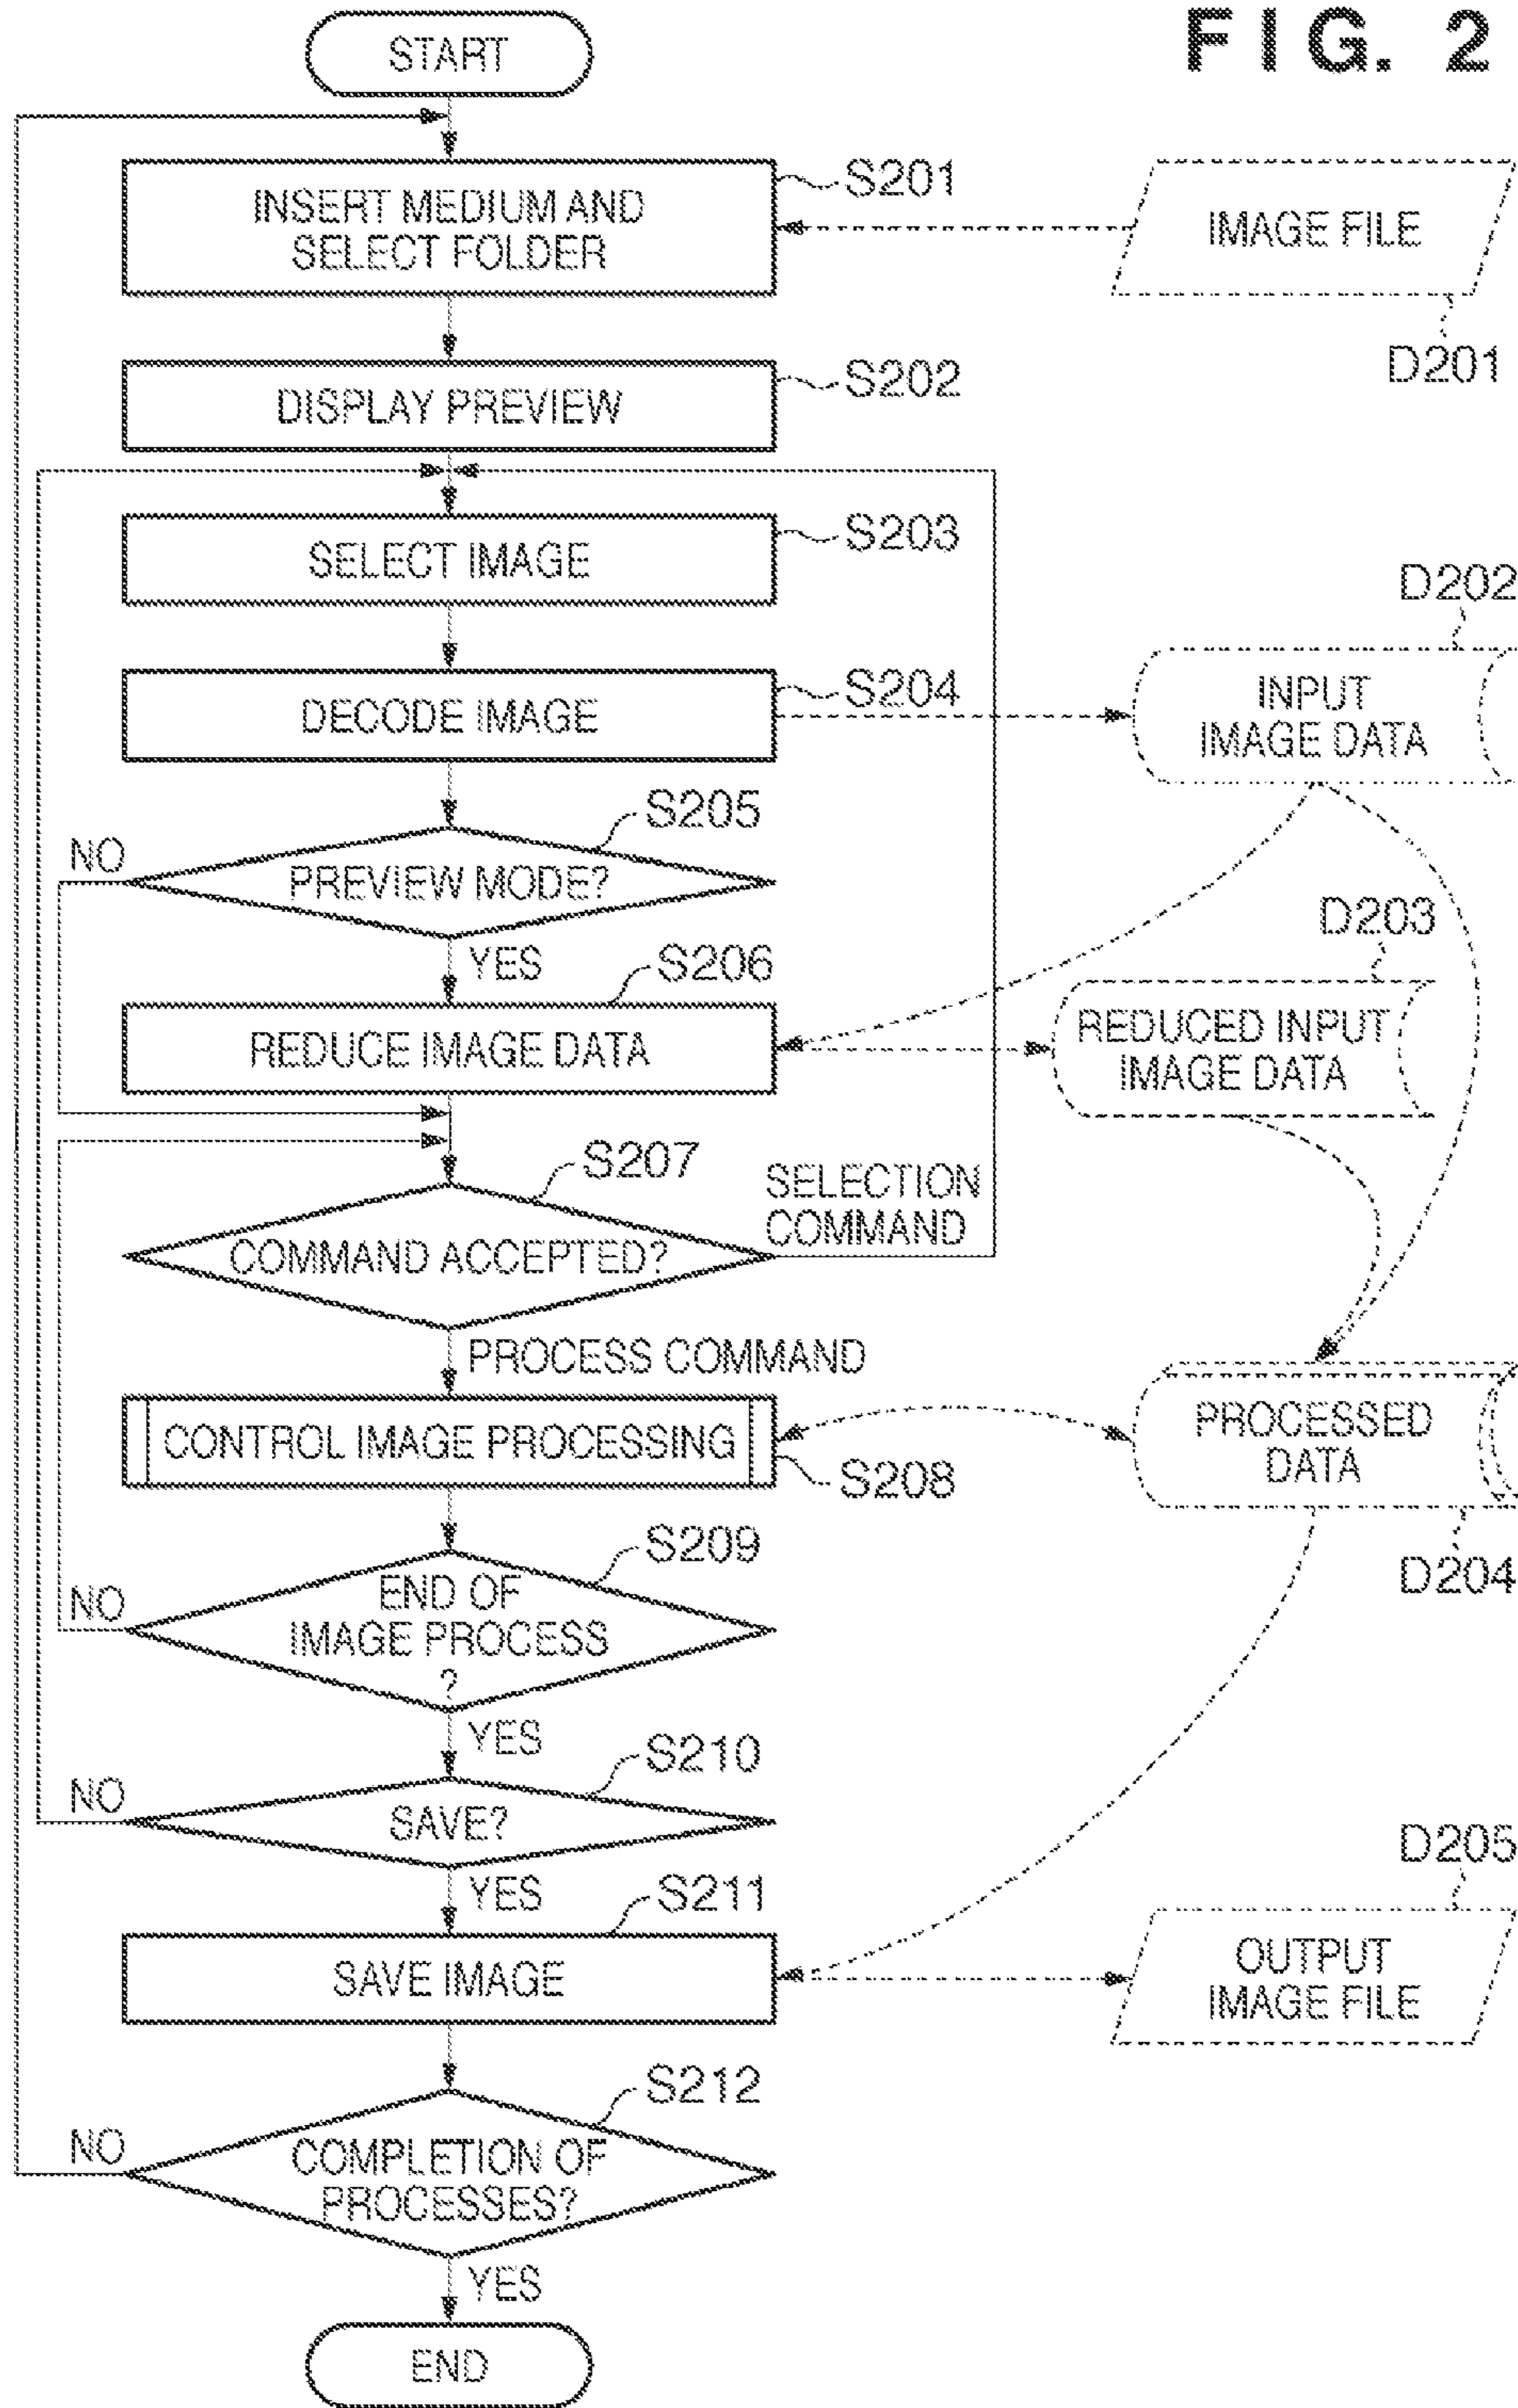 FIG. 2
START
S201
INSERT MEDIUM AND
SELECT FOLDER
IMAGE FILE
D201
S202
DISPLAY PREVIEW
S203
SELECT IMAGE
D202
S204
DECODE IMAGE
INPUT
IMAGE DATA
S205
NO
PREVIEW MODE?
D203
YES
S206
REDUCE IMAGE DATA
REDUCED INPUT
IMAGE DATA
S207
SELECTION
COMMAND
COMMAND ACCEPTED?
PROCESS COMMAND
CONTROL IMAGE PROCESSING
S208
PROCESSED
DATA
D204
S209
NO
END OF
IMAGE PROCESS
?
YES
S210
NO
SAVE?
D205
YES
S211
SAVE IMAGE
OUTPUT
IMAGE FILE
S212
NO
COMPLETION OF
PROCESSES?
YES
END